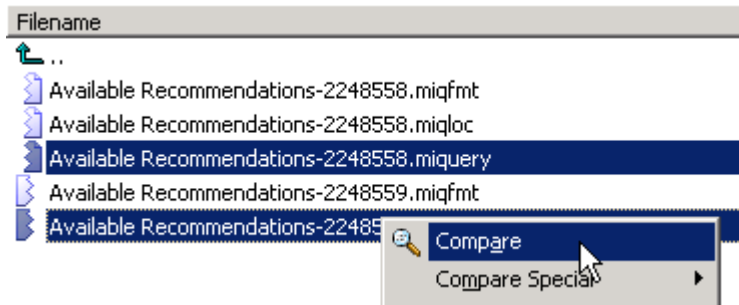 Filename
..
Available Recommendations-2248558.miqfmt
Available Recommendations-2248558.miqloc
Available Recommendations-2248558.miquery
Available Recommendations-2248559.miqfmt
Available Recommendations-22485
Compare
Compare Special